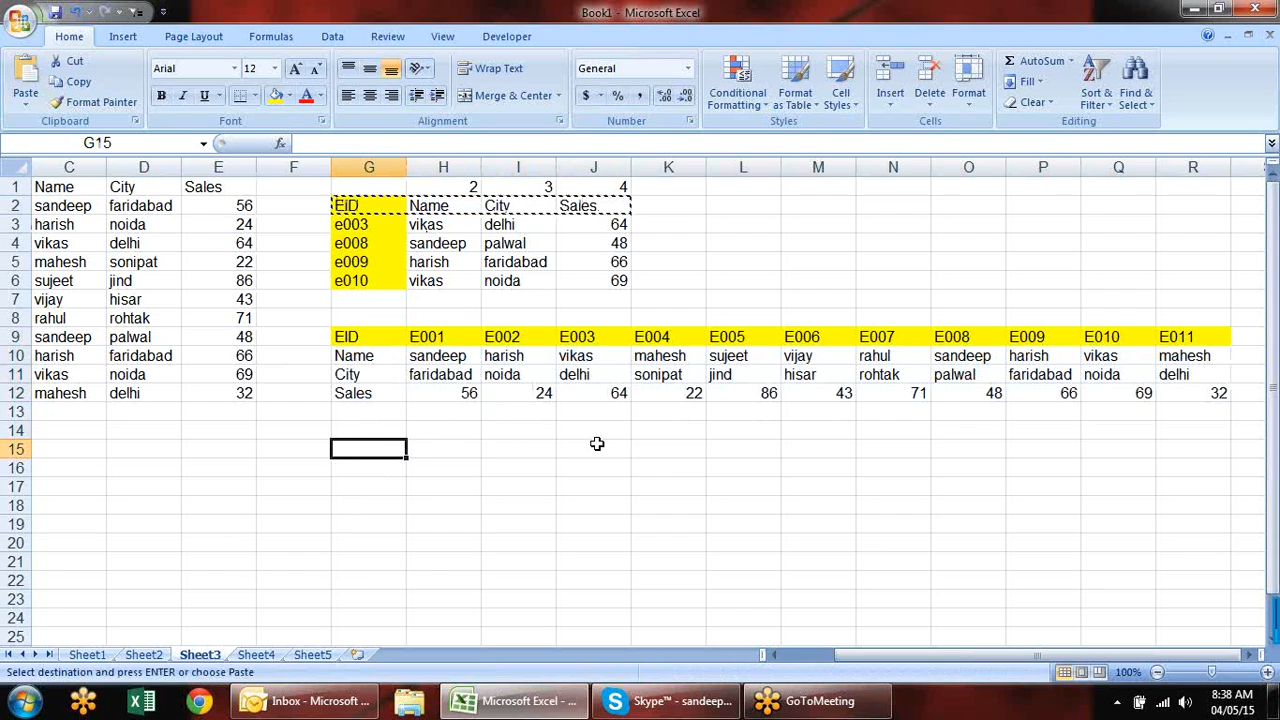 Book1 - Microsoft Excel
Home Insert Page Layout Formulas Data Review View Developer
Paste Cut Copy Format Painter
Arial 12
B I U A A A
Wrap Text
Merge & Center
General
$ % ,
Conditional Formatting Format as Table Cell Styles
Insert Delete Format
Σ AutoSum Fill Clear
Sort & Filter Find & Select
Clipboard Font Alignment Number Styles Cells Editing
G15 fx
C D E F G H I J K L M N O P Q R
1 Name City Sales 2 3 4
2 sandeep faridabad 56 EID Name City Sales
3 harish noida 24 e003 vikas delhi 64
4 vikas delhi 64 e008 sandeep palwal 48
5 mahesh sonipat 22 e009 harish faridabad 66
6 sujeet jind 86 e010 vikas noida 69
7 vijay hisar 43
8 rahul rohtak 71
9 sandeep palwal 48 EID E001 E002 E003 E004 E005 E006 E007 E008 E009 E010 E011
10 harish faridabad 66 Name sandeep harish vikas mahesh sujeet vijay rahul sandeep harish vikas mahesh
11 vikas noida 69 City faridabad noida delhi sonipat jind hisar rohtak palwal faridabad noida delhi
12 mahesh delhi 32 Sales 56 24 64 22 86 43 71 48 66 69 32
13
14
15
16
17
18
19
20
21
22
23
24
25
Sheet1 Sheet2 Sheet3 Sheet4 Sheet5
Select destination and press ENTER or choose Paste 100%
Inbox - Microsoft ... Microsoft Excel - ... Skype™ - sandeep... GoToMeeting 8:38 AM
04/05/15